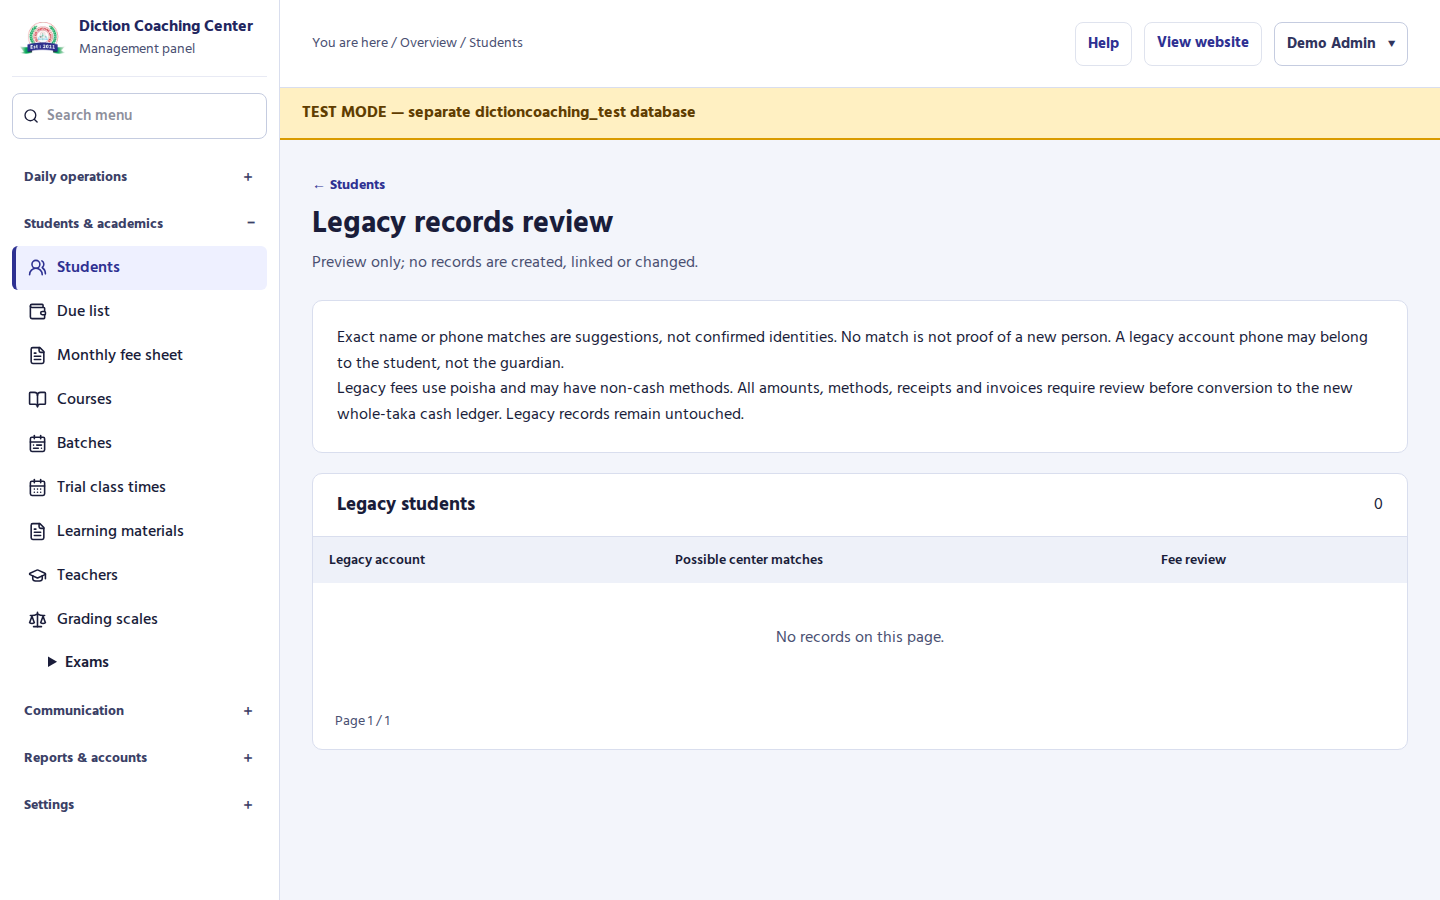 Diction Coaching Center
Management panel
Est : 2011
Search menu
Daily operations +
Students & academics −
Students
Due list
Monthly fee sheet
Courses
Batches
Trial class times
Learning materials
Teachers
Grading scales
▶ Exams
Communication +
Reports & accounts +
Settings +
You are here / Overview / Students
Help
View website
Demo Admin ▾
TEST MODE — separate dictioncoaching_test database
← Students
Legacy records review
Preview only; no records are created, linked or changed.
Exact name or phone matches are suggestions, not confirmed identities. No match is not proof of a new person. A legacy account phone may belong
to the student, not the guardian.
Legacy fees use poisha and may have non-cash methods. All amounts, methods, receipts and invoices require review before conversion to the new
whole-taka cash ledger. Legacy records remain untouched.
Legacy students 0
Legacy account Possible center matches Fee review
No records on this page.
Page 1 / 1